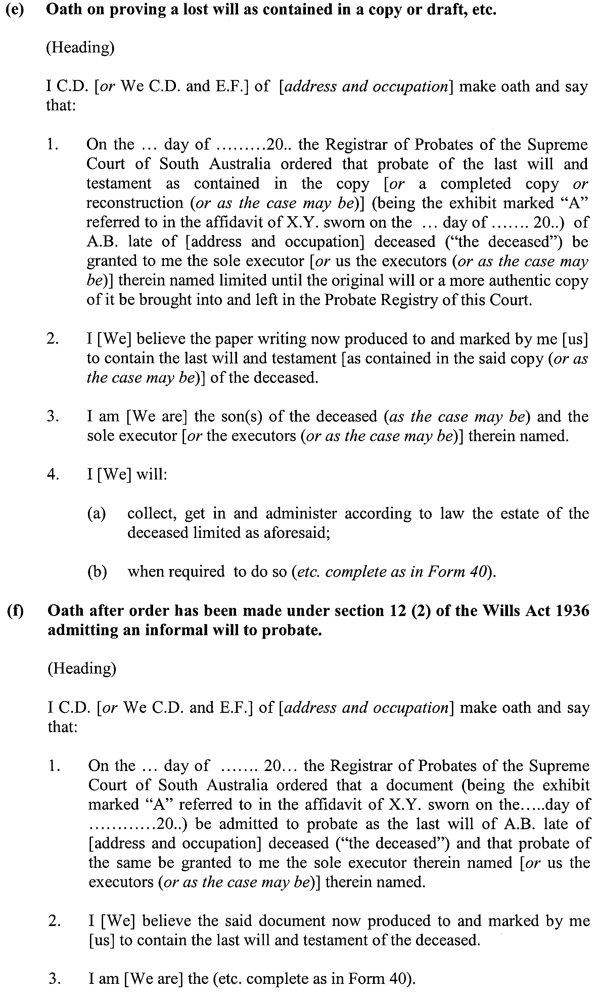 (e) Oath on proving a lost will as contained in a copy or draft, etc.
(Heading)
I C.D. [or We C.D. and E.F.] of [address and occupation] make oath and say
that:
1. On the ... day of .........20.. the Registrar of Probates of the Supreme
Court of South Australia ordered that probate of the last will and
testament as contained in the copy [or a completed copy or
reconstruction (or as the case may be)] (being the exhibit marked “A”
referred to in the affidavit of X.Y. sworn on the ... day of ....... 20..) of
A.B. late of [address and occupation] deceased (“the deceased”) be
granted to me the sole executor [or us the executors (or as the case may
be)] therein named limited until the original will or a more authentic copy
of it be brought into and left in the Probate Registry of this Court.
2. I [We] believe the paper writing now produced to and marked by me [us]
to contain the last will and testament [as contained in the said copy (or as
the case may be)] of the deceased.
3. I am [We are] the son(s) of the deceased (as the case may be) and the
sole executor [or the executors (or as the case may be)] therein named.
4. I [We] will:
(a) collect, get in and administer according to law the estate of the
deceased limited as aforesaid;
(b) when required to do so (etc. complete as in Form 40).
(f) Oath after order has been made under section 12 (2) of the Wills Act 1936
admitting an informal will to probate.
(Heading)
I C.D. [or We C.D. and E.F.] of [address and occupation] make oath and say
that:
1. On the ... day of ....... 20... the Registrar of Probates of the Supreme
Court of South Australia ordered that a document (being the exhibit
marked “A” referred to in the affidavit of X.Y. sworn on the.....day of
............20..) be admitted to probate as the last will of A.B. late of
[address and occupation] deceased (“the deceased”) and that probate of
the same be granted to me the sole executor therein named [or us the
executors (or as the case may be)] therein named.
2. I [We] believe the said document now produced to and marked by me
[us] to contain the last will and testament of the deceased.
3. I am [We are] the (etc. complete as in Form 40).